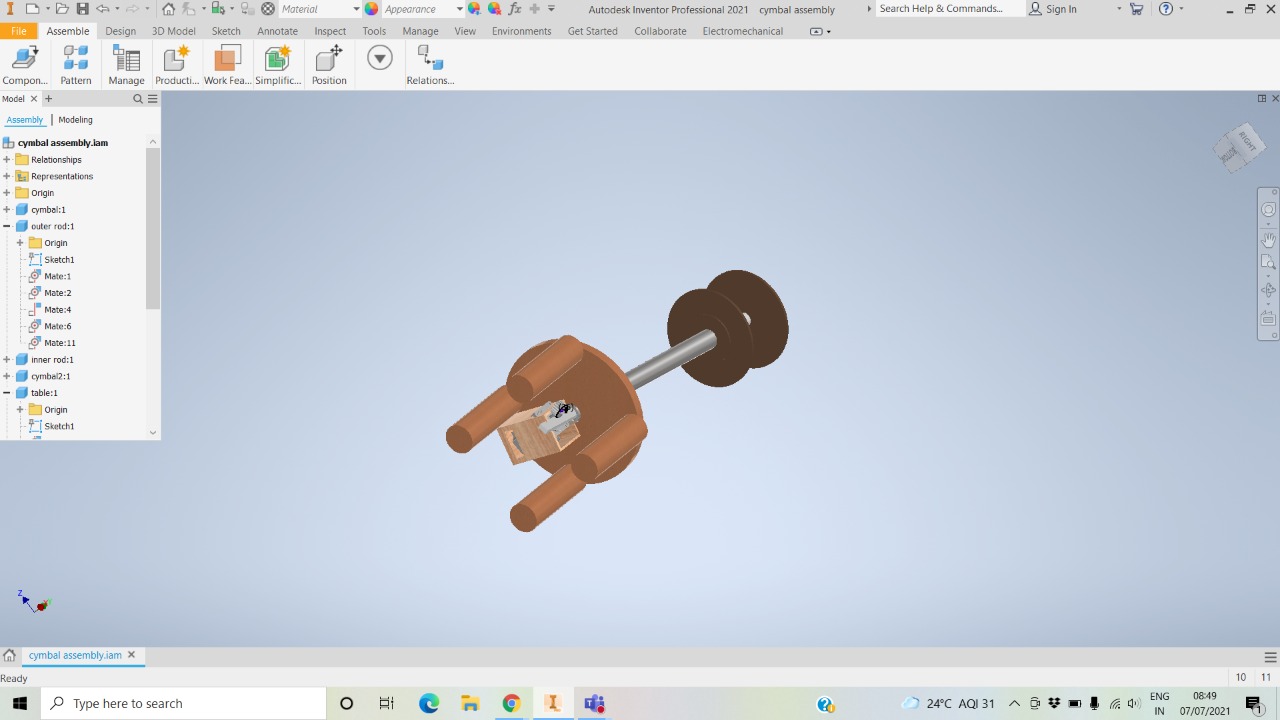 Material
Appearance
fx
Autodesk Inventor Professional 2021 cymbal assembly
Search Help & Commands...
Sign In
File
Assemble
Design
3D Model
Sketch
Annotate
Inspect
Tools
Manage
View
Environments
Get Started
Collaborate
Electromechanical
Compon...
Pattern
Manage
Producti...
Work Fea...
Simplific...
Position
Relations...
Model
Assembly
Modeling
cymbal assembly.iam
Relationships
Representations
Origin
cymbal:1
outer rod:1
Origin
Sketch1
Mate:1
Mate:2
Mate:4
Mate:6
Mate:11
inner rod:1
cymbal2:1
table:1
Origin
Sketch1
RIGHT
Z
Y
cymbal assembly.iam
Ready
10 11
Type here to search
24°C AQI 31
ENG
IN
08:49
07/07/2021